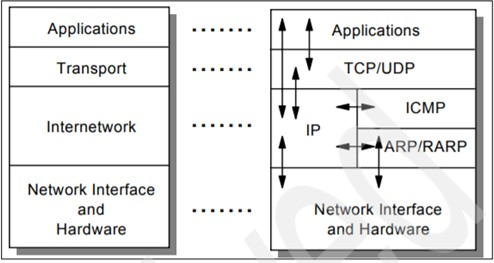 Applications
Transport
Internetwork
Network Interface
and
Hardware
Applications
TCP/UDP
ICMP
IP
ARP/RARP
Network Interface
and Hardware